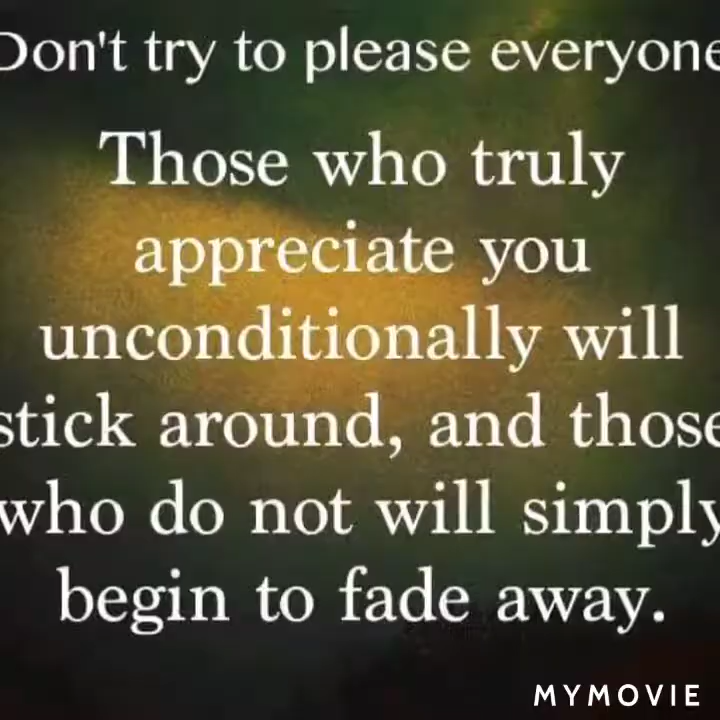 Don't try to please everyone
Those who truly
appreciate you
unconditionally will
stick around, and those
who do not will simply
begin to fade away.
MYMOVIE